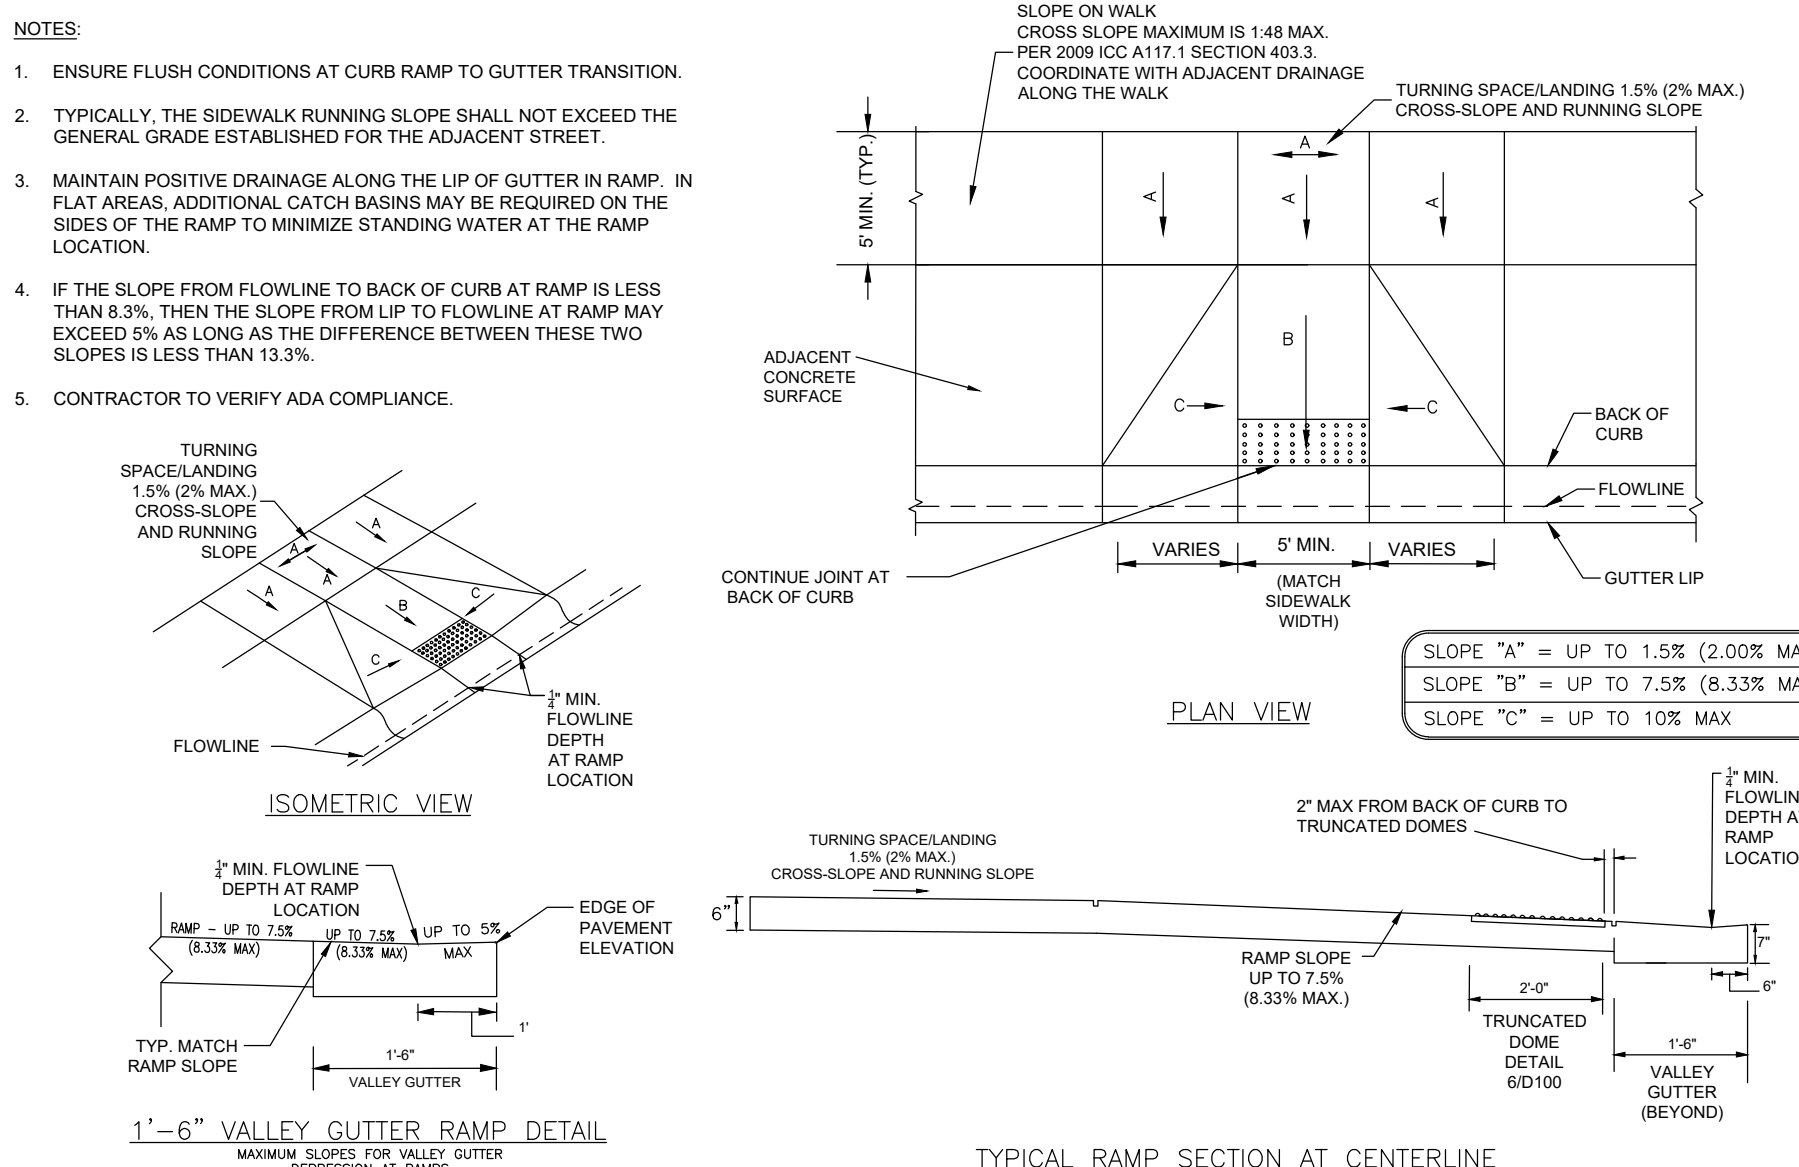 NOTES:
1. ENSURE FLUSH CONDITIONS AT CURB RAMP TO GUTTER TRANSITION.
2. TYPICALLY, THE SIDEWALK RUNNING SLOPE SHALL NOT EXCEED THE
GENERAL GRADE ESTABLISHED FOR THE ADJACENT STREET.
3. MAINTAIN POSITIVE DRAINAGE ALONG THE LIP OF GUTTER IN RAMP. IN
FLAT AREAS, ADDITIONAL CATCH BASINS MAY BE REQUIRED ON THE
SIDES OF THE RAMP TO MINIMIZE STANDING WATER AT THE RAMP
LOCATION.
4. IF THE SLOPE FROM FLOWLINE TO BACK OF CURB AT RAMP IS LESS
THAN 8.3%, THEN THE SLOPE FROM LIP TO FLOWLINE AT RAMP MAY
EXCEED 5% AS LONG AS THE DIFFERENCE BETWEEN THESE TWO
SLOPES IS LESS THAN 13.3%.
5. CONTRACTOR TO VERIFY ADA COMPLIANCE.
SLOPE ON WALK
CROSS SLOPE MAXIMUM IS 1:48 MAX.
PER 2009 ICC A117.1 SECTION 403.3.
COORDINATE WITH ADJACENT DRAINAGE
ALONG THE WALK
TURNING SPACE/LANDING 1.5% (2% MAX.)
CROSS-SLOPE AND RUNNING SLOPE
5' MIN. (TYP.)
A
A
A
A
B
C
C
ADJACENT
CONCRETE
SURFACE
BACK OF
CURB
FLOWLINE
GUTTER LIP
VARIES
5' MIN.
VARIES
(MATCH
SIDEWALK
WIDTH)
CONTINUE JOINT AT
BACK OF CURB
PLAN VIEW
SLOPE "A" = UP TO 1.5% (2.00% MA
SLOPE "B" = UP TO 7.5% (8.33% MA
SLOPE "C" = UP TO 10% MAX
TURNING
SPACE/LANDING
1.5% (2% MAX.)
CROSS-SLOPE
AND RUNNING
SLOPE
A
A
A
A
B
C
C
¼" MIN.
FLOWLINE
DEPTH
AT RAMP
LOCATION
FLOWLINE
ISOMETRIC VIEW
¼" MIN. FLOWLINE
DEPTH AT RAMP
LOCATION
RAMP - UP TO 7.5%
(8.33% MAX)
UP TO 7.5%
(8.33% MAX)
UP TO 5%
MAX
EDGE OF
PAVEMENT
ELEVATION
TYP. MATCH
RAMP SLOPE
1'
1'-6"
VALLEY GUTTER
1'-6" VALLEY GUTTER RAMP DETAIL
MAXIMUM SLOPES FOR VALLEY GUTTER
DEPRESSION AT RAMPS
TURNING SPACE/LANDING
1.5% (2% MAX.)
CROSS-SLOPE AND RUNNING SLOPE
6"
2" MAX FROM BACK OF CURB TO
TRUNCATED DOMES
¼" MIN.
FLOWLIN
DEPTH A
RAMP
LOCATIO
RAMP SLOPE
UP TO 7.5%
(8.33% MAX.)
2'-0"
TRUNCATED
DOME
DETAIL
6/D100
7"
6"
1'-6"
VALLEY
GUTTER
(BEYOND)
TYPICAL RAMP SECTION AT CENTERLINE